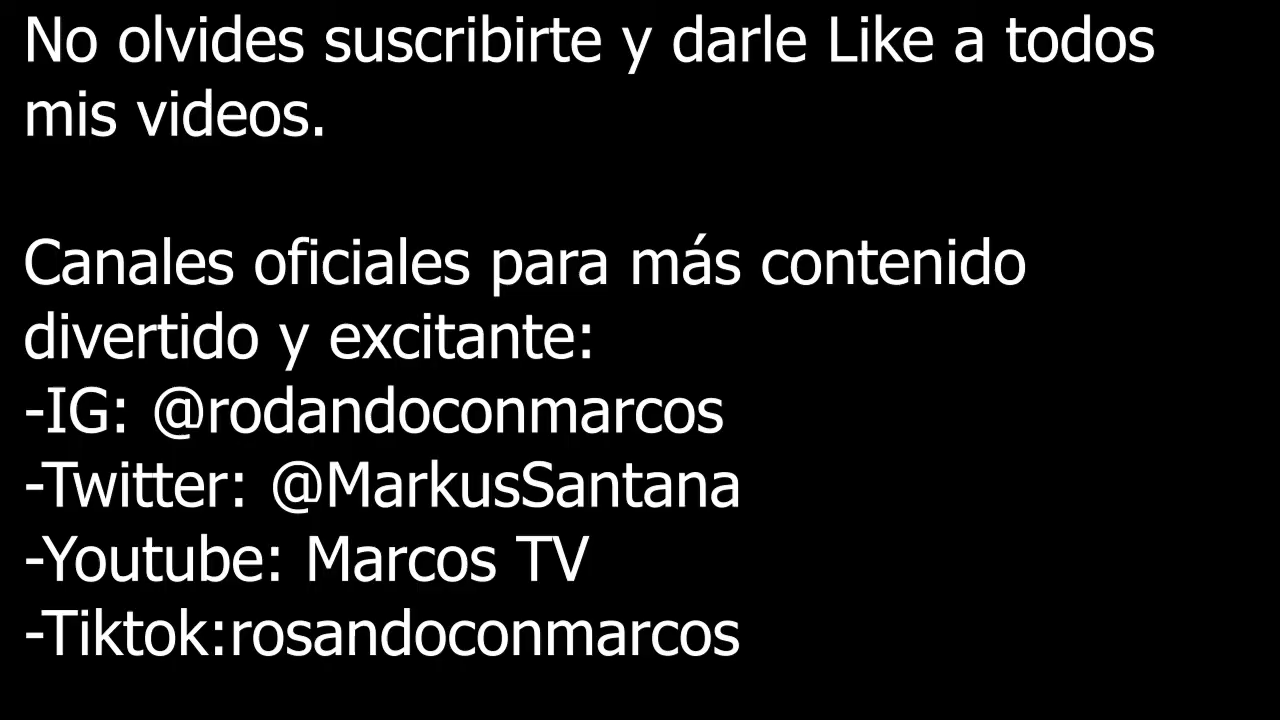 No olvides suscribirte y darle Like a todos
mis videos.
Canales oficiales para más contenido
divertido y excitante:
-IG: @rodandoconmarcos
-Twitter: @MarkusSantana
-Youtube: Marcos TV
-Tiktok:rosandoconmarcos